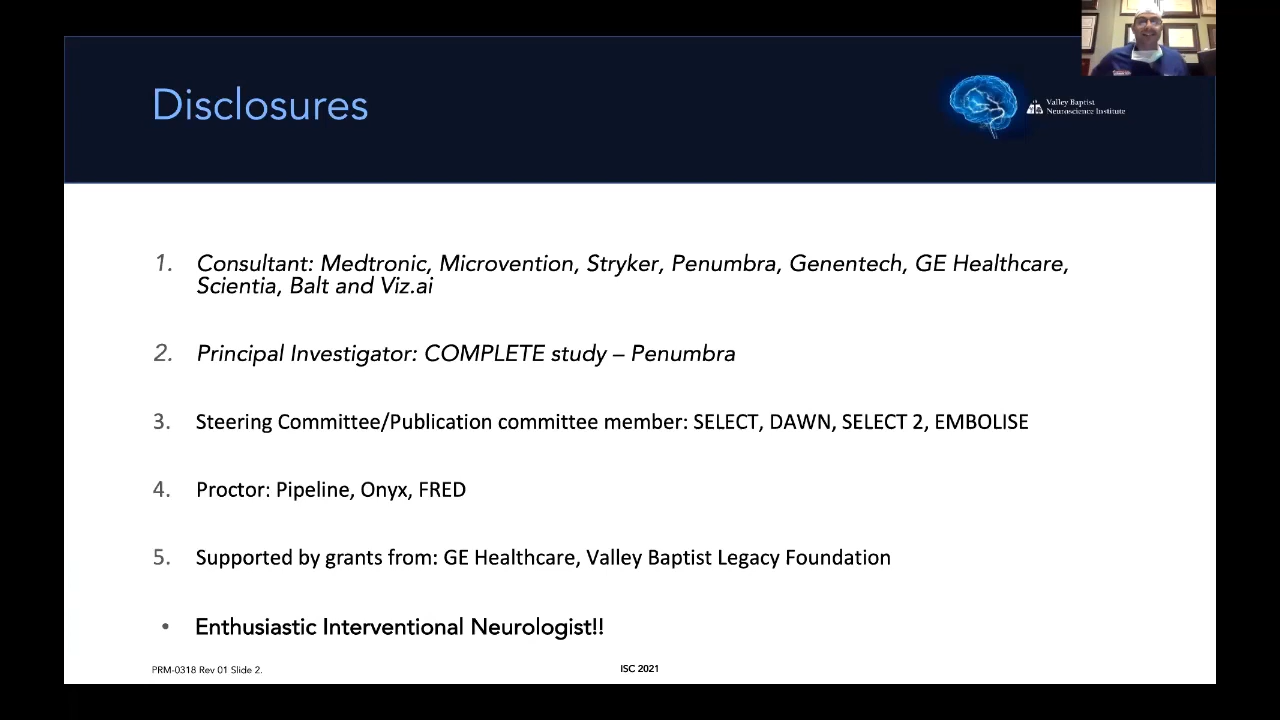 Disclosures
Valley Baptist
Neuroscience Institute
1. Consultant: Medtronic, Microvention, Stryker, Penumbra, Genentech, GE Healthcare,
Scientia, Balt and Viz.ai
2. Principal Investigator: COMPLETE study – Penumbra
3. Steering Committee/Publication committee member: SELECT, DAWN, SELECT 2, EMBOLISE
4. Proctor: Pipeline, Onyx, FRED
5. Supported by grants from: GE Healthcare, Valley Baptist Legacy Foundation
• Enthusiastic Interventional Neurologist!!
PRM-0318 Rev 01 Slide 2.
ISC 2021